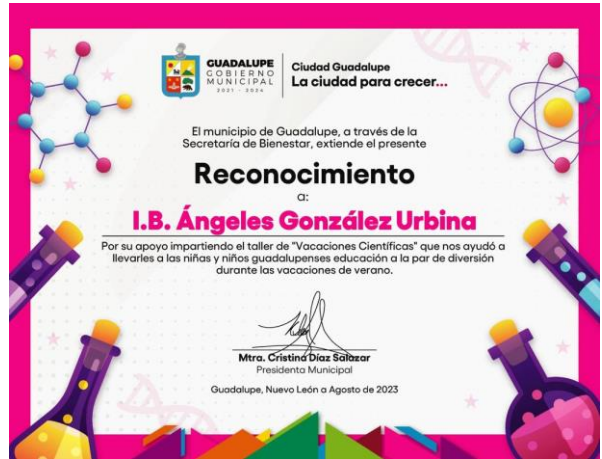 GUADALUPE
GOBIERNO
MUNICIPAL
2021 - 2024
Ciudad Guadalupe
La ciudad para crecer...
El municipio de Guadalupe, a través de la
Secretaría de Bienestar, extiende el presente
Reconocimiento
a:
I.B. Ángeles González Urbina
Por su apoyo impartiendo el taller de "Vacaciones Científicas" que nos ayudó a
llevarles a las niñas y niños guadalupenses educación a la par de diversión
durante las vacaciones de verano.
Mtra. Cristina Díaz Salazar
Presidenta Municipal
Guadalupe, Nuevo León a Agosto de 2023